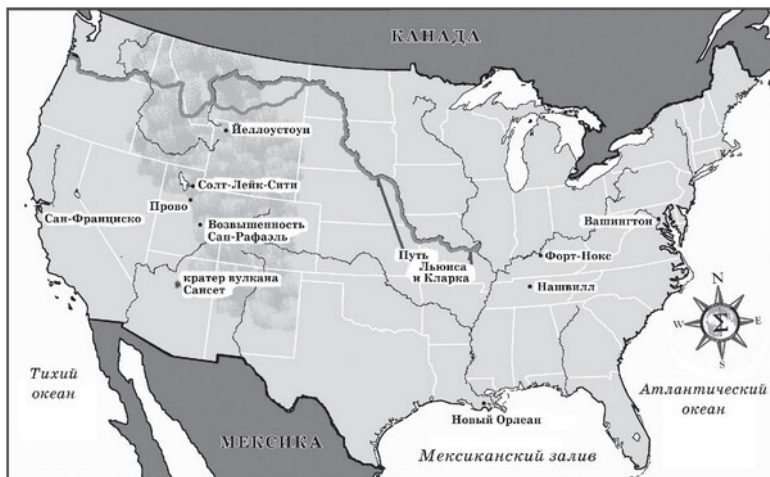 КАНАДА
Йеллоустоун
Солт-Лейк-Сити
Прово
Сан-Франциско
Возвышенность
Сан-Рафаэль
Вашингтон
Путь
Льюиса
и Кларка
Форт-Нокс
кратер вулкана
Сансет
Нашвилл
N
W
E
S
Σ
Тихий
океан
Атлантический
океан
Новый Орлеан
МЕКСИКА
Мексиканский залив